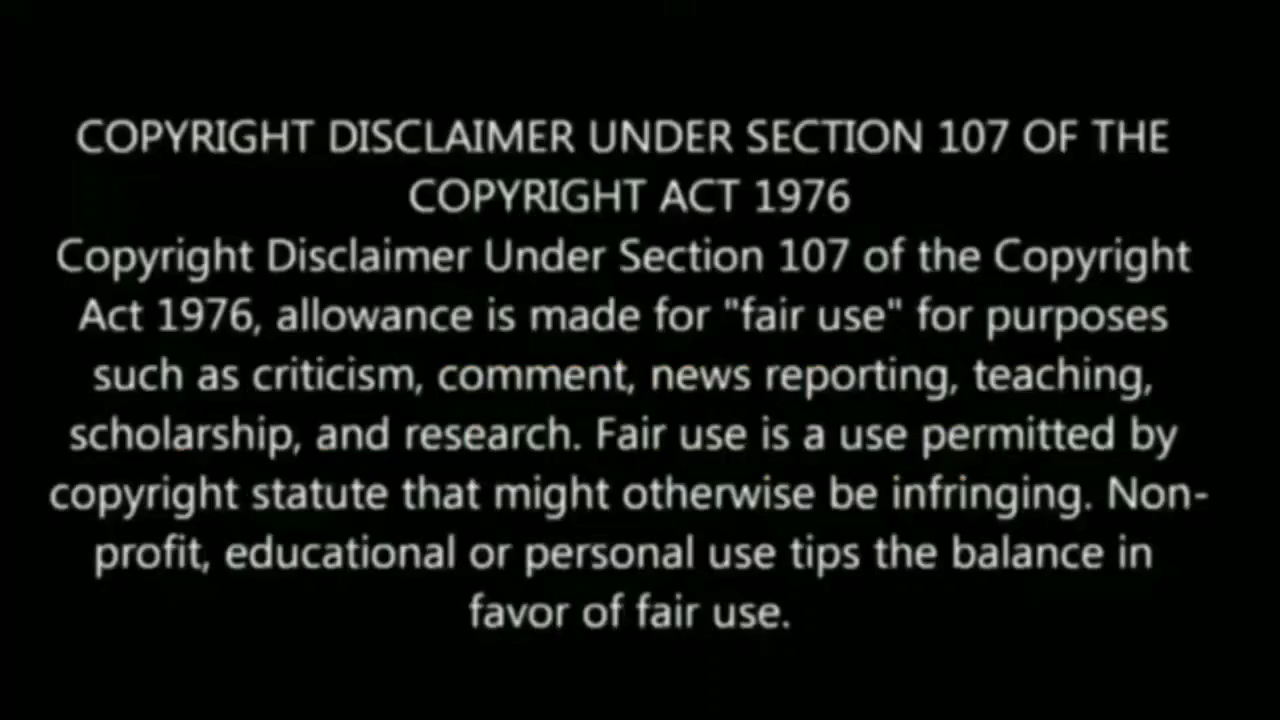 COPYRIGHT DISCLAIMER UNDER SECTION 107 OF THE
COPYRIGHT ACT 1976
Copyright Disclaimer Under Section 107 of the Copyright
Act 1976, allowance is made for "fair use" for purposes
such as criticism, comment, news reporting, teaching,
scholarship, and research. Fair use is a use permitted by
copyright statute that might otherwise be infringing. Non-
profit, educational or personal use tips the balance in
favor of fair use.